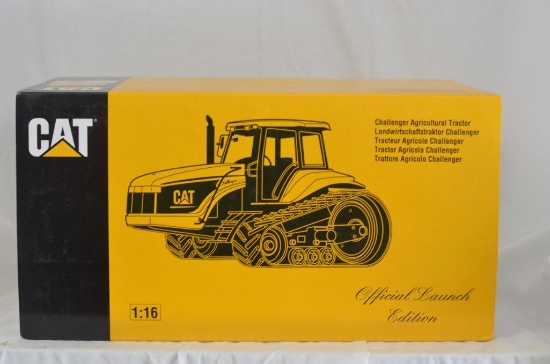 CAT
Challenger Agricultural Tractor
Landwirtschaftstraktor Challenger
Tracteur Agricole Challenger
Tractor Agrícola Challenger
Trattore Agricolo Challenger
CAT
1:16
Official Launch
Edition